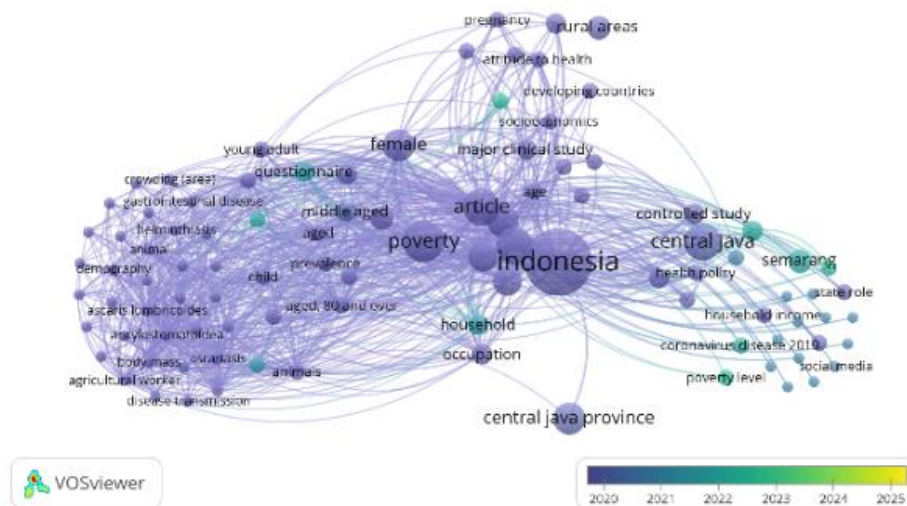 pregnancy
rural areas
attitude to health
developing countries
socioeconomics
female
major clinical study
young adult
questionnaire
crowding (area)
age
gastrointestinal disease
article
controlled study
middle aged
helminthiasis
aged
poverty
central java
animal
indonesia
semarang
demography
child
prevalence
health policy
state role
ascaris lumbricoides
aged, 80 and over
household income
household
ancylostomatoidea
occupation
coronavirus disease 2019
body mass
ascariasis
social media
agricultural worker
animals
poverty level
disease transmission
central java province
VOSviewer
2020 2021 2022 2023 2024 2025